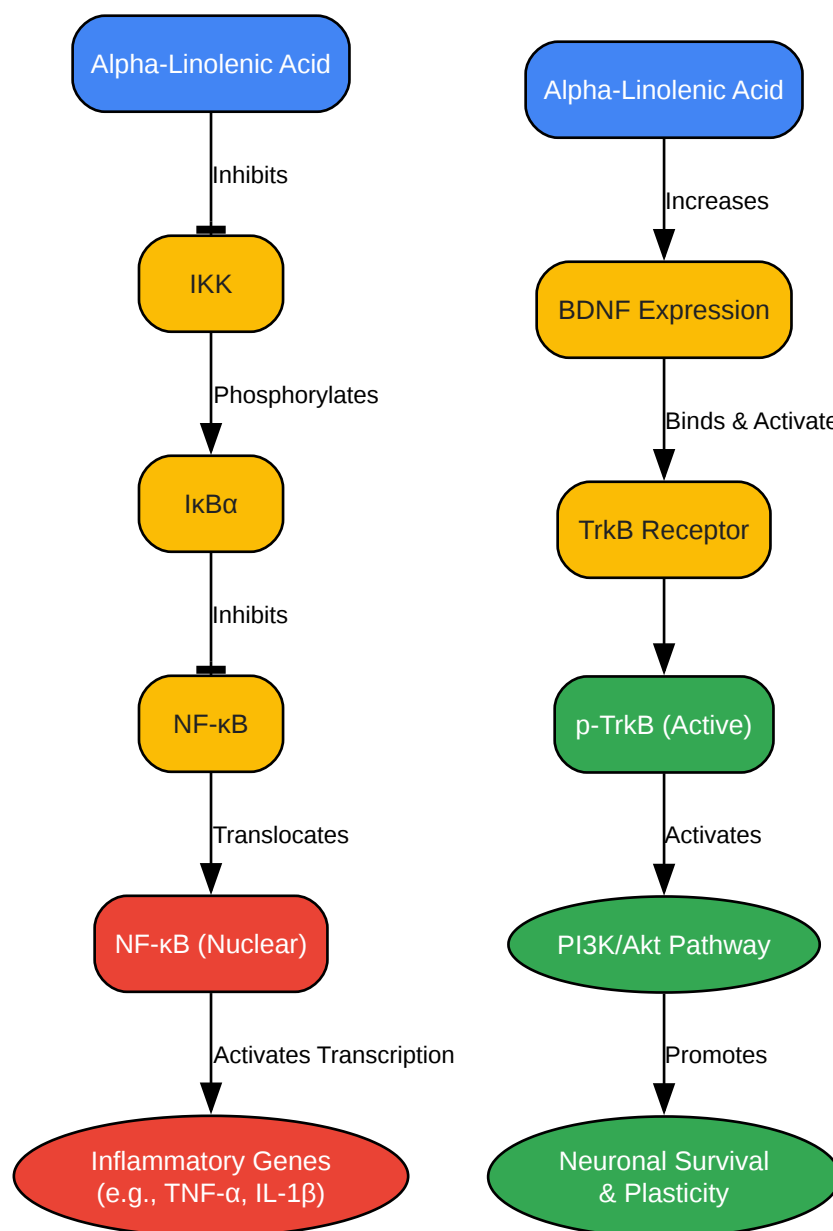 Alpha-Linolenic Acid
Inhibits
IKK
Phosphorylates
IκBα
Inhibits
NF-κB
Translocates
NF-κB (Nuclear)
Activates Transcription
Inflammatory Genes
(e.g., TNF-α, IL-1β)
Alpha-Linolenic Acid
Increases
BDNF Expression
Binds & Activate
TrkB Receptor
p-TrkB (Active)
Activates
PI3K/Akt Pathway
Promotes
Neuronal Survival
& Plasticity